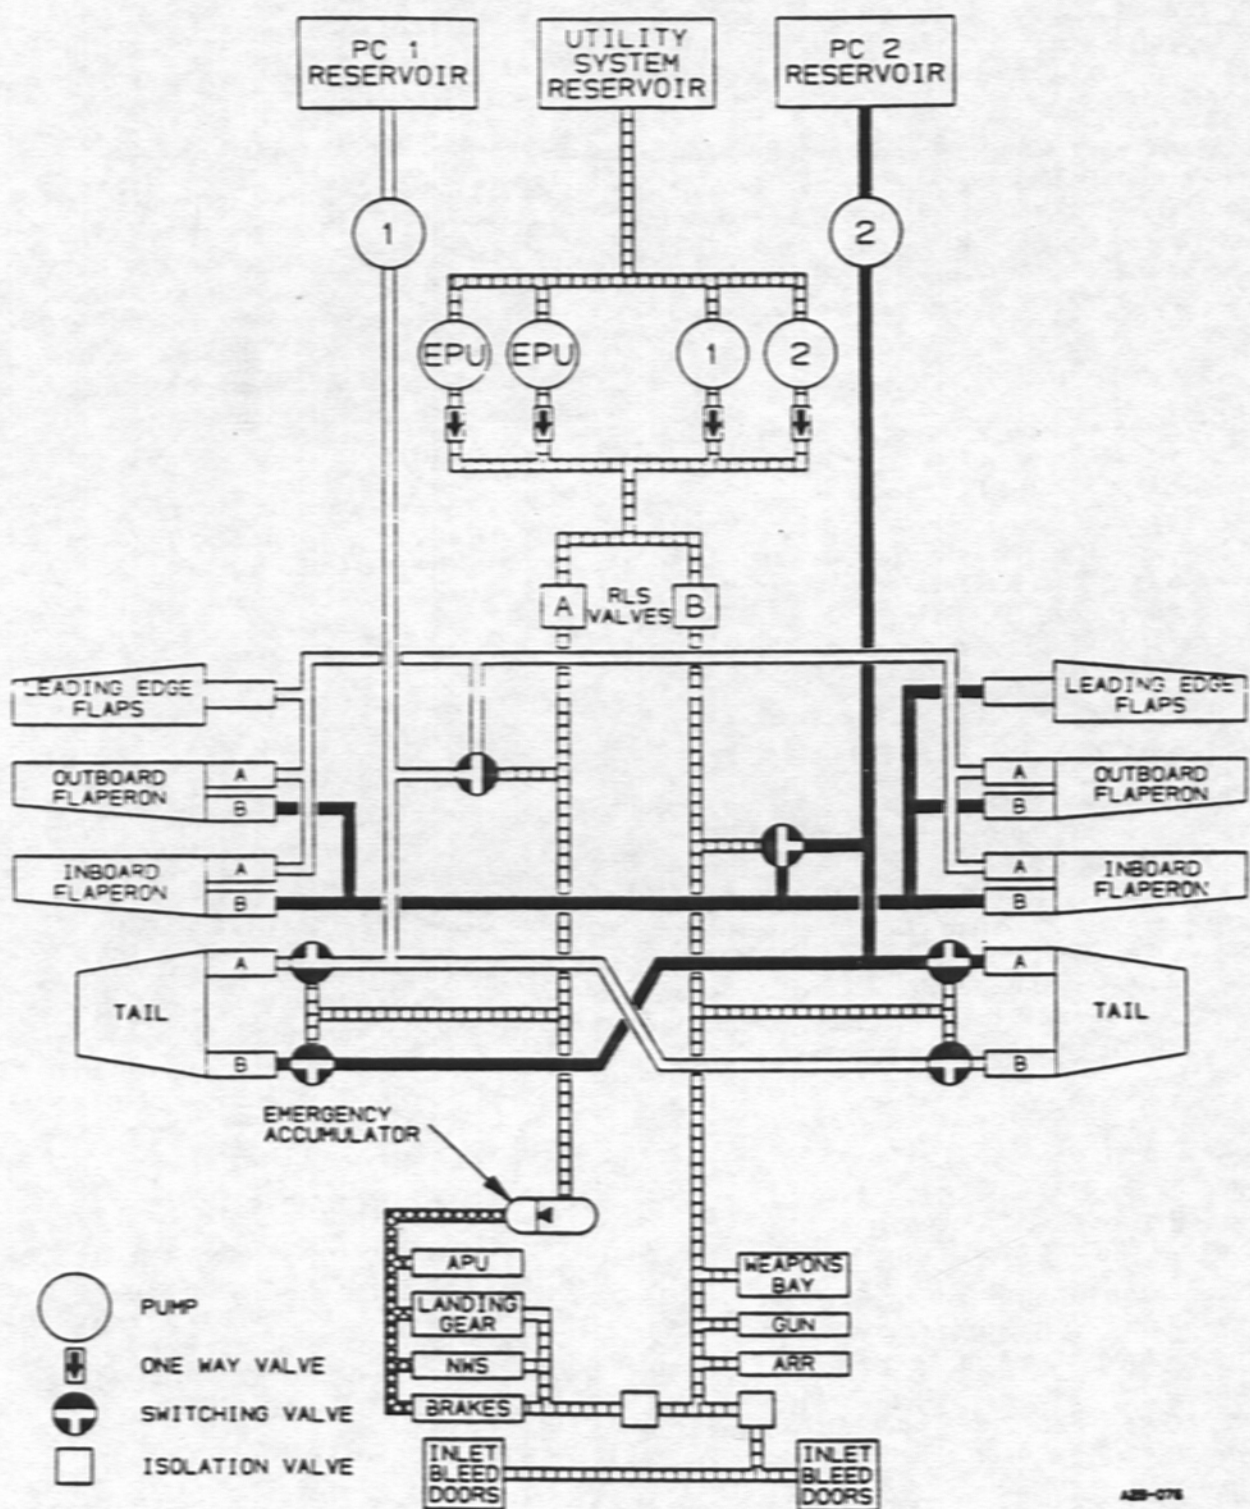 PC 1
RESERVOIR
UTILITY
SYSTEM
RESERVOIR
PC 2
RESERVOIR
1
2
EPU
EPU
1
2
A
RLS
VALVES
B
LEADING EDGE
FLAPS
LEADING EDGE
FLAPS
OUTBOARD
FLAPERON
A
B
A
B
OUTBOARD
FLAPERON
INBOARD
FLAPERON
A
B
A
B
INBOARD
FLAPERON
TAIL
A
B
A
B
TAIL
EMERGENCY
ACCUMULATOR
APU
LANDING
GEAR
NWS
BRAKES
WEAPONS
BAY
GUN
ARR
INLET
BLEED
DOORS
INLET
BLEED
DOORS
PUMP
ONE WAY VALVE
SWITCHING VALVE
ISOLATION VALVE